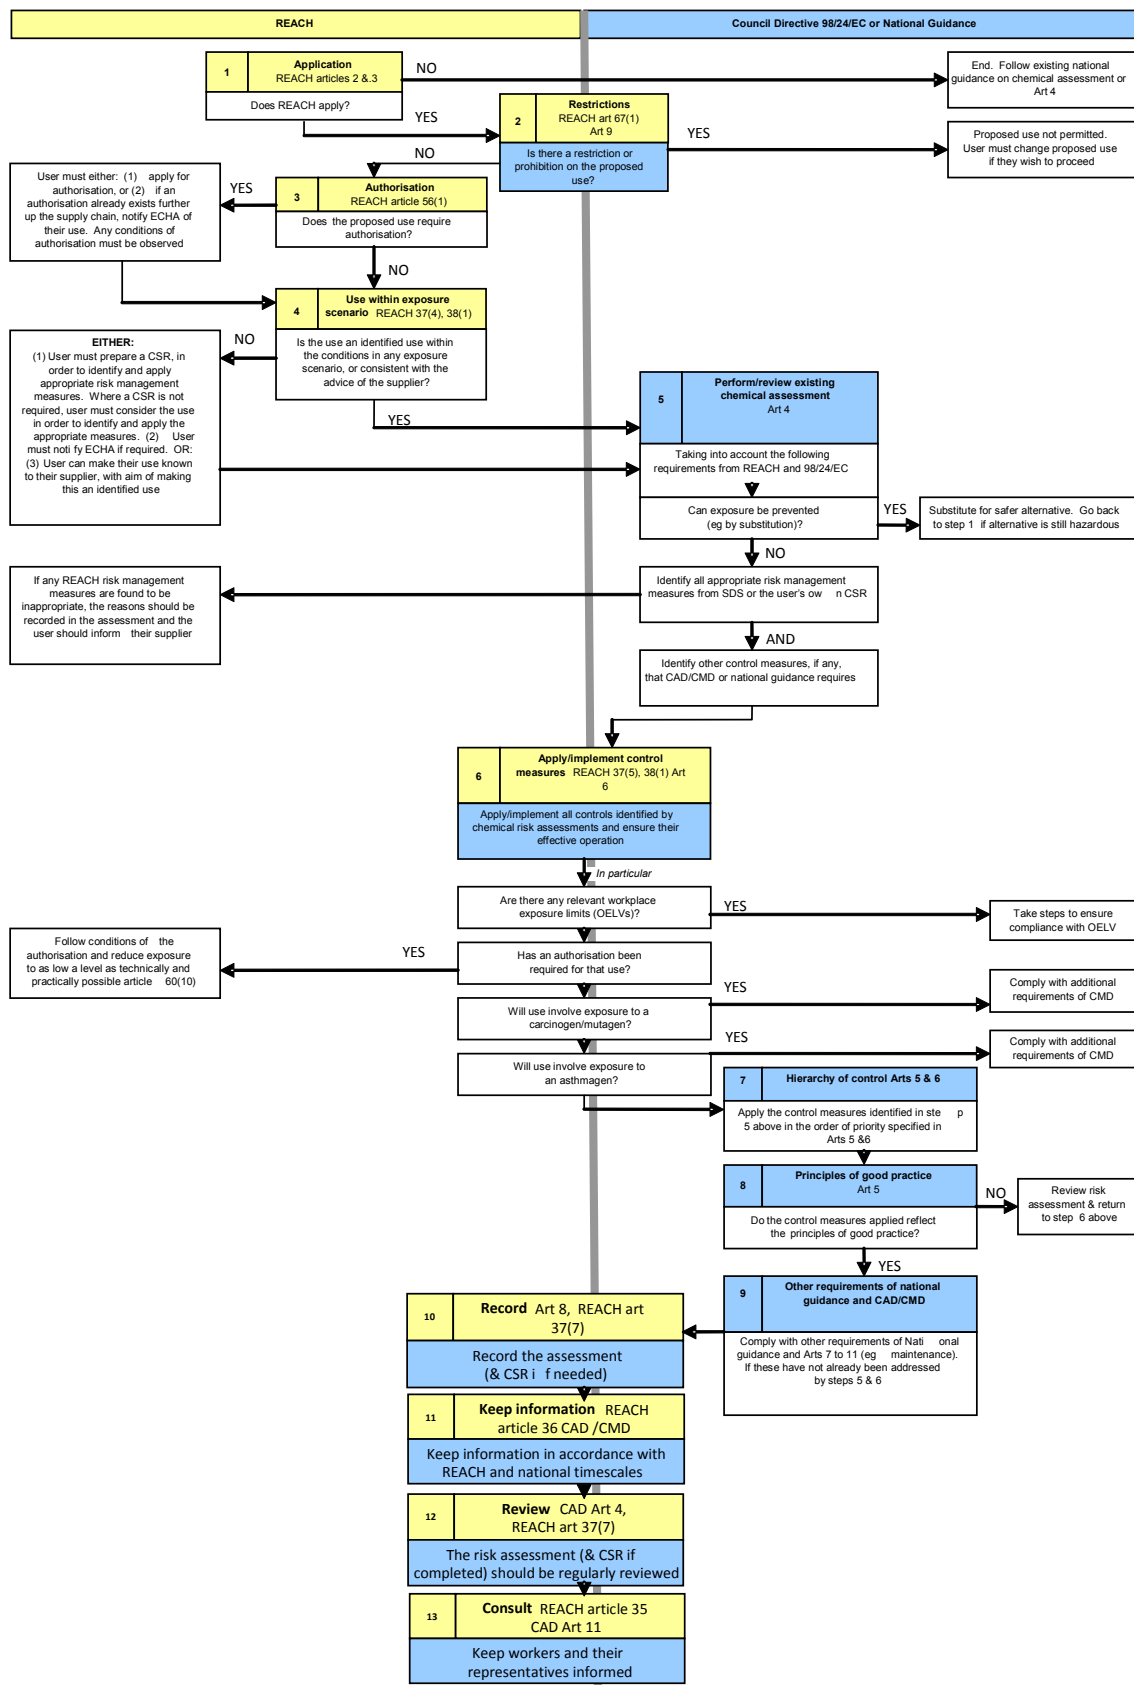 REACH
Council Directive 98/24/EC or National Guidance
1
Application
REACH articles 2 &.3
Does REACH apply?
NO
End. Follow existing national
guidance on chemical assessment or
Art 4
YES
2
Restrictions
REACH art 67(1)
Art 9
Is there a restriction or
prohibition on the proposed
use?
YES
Proposed use not permitted.
User must change proposed use
if they wish to proceed
NO
3
Authorisation
REACH article 56(1)
Does the proposed use require
authorisation?
YES
User must either: (1) apply for
authorisation, or (2) if an
authorisation already exists further
up the supply chain, notify ECHA of
their use. Any conditions of
authorisation must be observed
NO
4
Use within exposure
scenario REACH 37(4), 38(1)
Is the use an identified use within
the conditions in any exposure
scenario, or consistent with the
advice of the supplier?
NO
EITHER:
(1) User must prepare a CSR, in
order to identify and apply
appropriate risk management
measures. Where a CSR is not
required, user must consider the use
in order to identify and apply the
appropriate measures. (2) User
must noti fy ECHA if required. OR:
(3) User can make their use known
to their supplier, with aim of making
this an identified use
YES
5
Perform/review existing
chemical assessment
Art 4
Taking into account the following
requirements from REACH and 98/24/EC
Can exposure be prevented
(eg by substitution)?
YES
Substitute for safer alternative. Go back
to step 1 if alternative is still hazardous
NO
Identify all appropriate risk management
measures from SDS or the user's ow n CSR
If any REACH risk management
measures are found to be
inappropriate, the reasons should be
recorded in the assessment and the
user should inform their supplier
AND
Identify other control measures, if any,
that CAD/CMD or national guidance requires
6
Apply/implement control
measures REACH 37(5), 38(1) Art
6
Apply/implement all controls identified by
chemical risk assessments and ensure their
effective operation
In particular
Are there any relevant workplace
exposure limits (OELVs)?
YES
Take steps to ensure
compliance with OELV
Has an authorisation been
required for that use?
YES
Follow conditions of the
authorisation and reduce exposure
to as low a level as technically and
practically possible article 60(10)
Will use involve exposure to a
carcinogen/mutagen?
YES
Comply with additional
requirements of CMD
Will use involve exposure to
an asthmagen?
YES
Comply with additional
requirements of CMD
7
Hierarchy of control Arts 5 & 6
Apply the control measures identified in ste p
5 above in the order of priority specified in
Arts 5 &6
8
Principles of good practice
Art 5
Do the control measures applied reflect
the principles of good practice?
NO
Review risk
assessment & return
to step 6 above
YES
9
Other requirements of national
guidance and CAD/CMD
Comply with other requirements of Nati onal
guidance and Arts 7 to 11 (eg maintenance).
If these have not already been addressed
by steps 5 & 6
10
Record Art 8, REACH art
37(7)
Record the assessment
(& CSR i f needed)
11
Keep information REACH
article 36 CAD /CMD
Keep information in accordance with
REACH and national timescales
12
Review CAD Art 4,
REACH art 37(7)
The risk assessment (& CSR if
completed) should be regularly reviewed
13
Consult REACH article 35
CAD Art 11
Keep workers and their
representatives informed